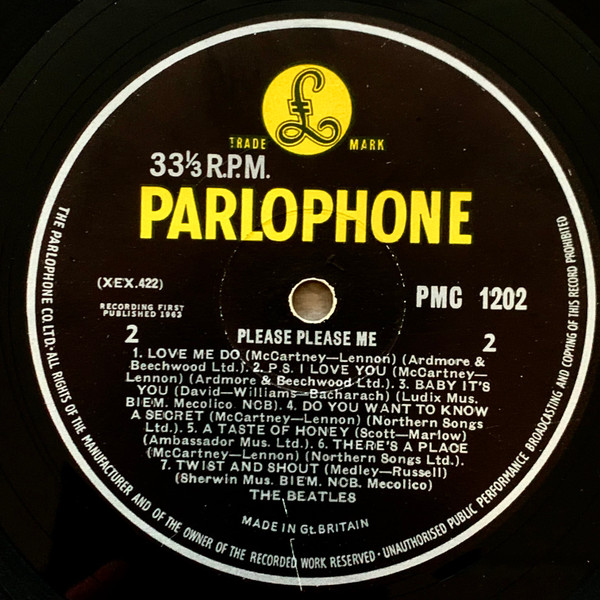 £
TRADE MARK
33⅓ R.P.M.
PARLOPHONE
(XEX.422)
PMC 1202
RECORDING FIRST
PUBLISHED 1963
2
PLEASE PLEASE ME
2
1. LOVE ME DO (McCartney—Lennon) (Ardmore &
Beechwood Ltd.). 2. P.S. I LOVE YOU (McCartney—
Lennon) (Ardmore & Beechwood Ltd.). 3. BABY IT'S
YOU (David—Williams—Bacharach) (Ludix Mus.
BIEM. Mecolico NCB). 4. DO YOU WANT TO KNOW
A SECRET (McCartney—Lennon) (Northern Songs
Ltd.). 5. A TASTE OF HONEY (Scott—Marlow)
(Ambassador Mus. Ltd.). 6. THERE'S A PLACE
(McCartney—Lennon) (Northern Songs Ltd.).
7. TWIST AND SHOUT (Medley—Russell)
(Sherwin Mus. BIEM. NCB. Mecolico)
THE BEATLES
MADE IN Gt. BRITAIN
THE PARLOPHONE CO. LTD. · ALL RIGHTS OF THE MANUFACTURER AND OF THE OWNER OF THE RECORDED WORK RESERVED · UNAUTHORISED PUBLIC PERFORMANCE BROADCASTING AND COPYING OF THIS RECORD PROHIBITED